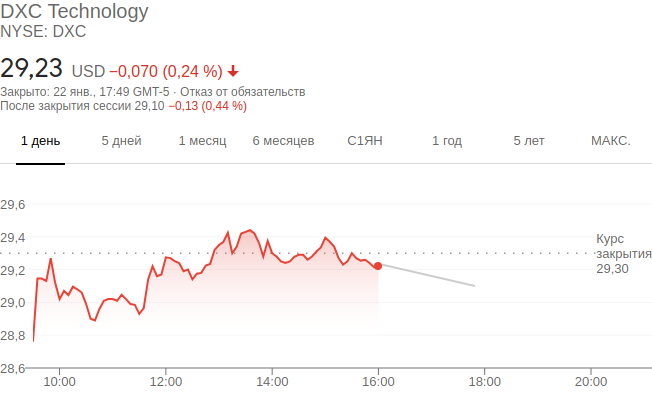 DXC Technology
NYSE: DXC
29,23 USD −0,070 (0,24 %)
Закрыто: 22 янв., 17:49 GMT-5 · Отказ от обязательств
После закрытия сессии 29,10 −0,13 (0,44 %)
1 день 5 дней 1 месяц 6 месяцев С1ЯН 1 год 5 лет МАКС.
29,6
29,4
29,2
29,0
28,8
28,6
Курс
закрытия
29,30
10:00 12:00 14:00 16:00 18:00 20:00